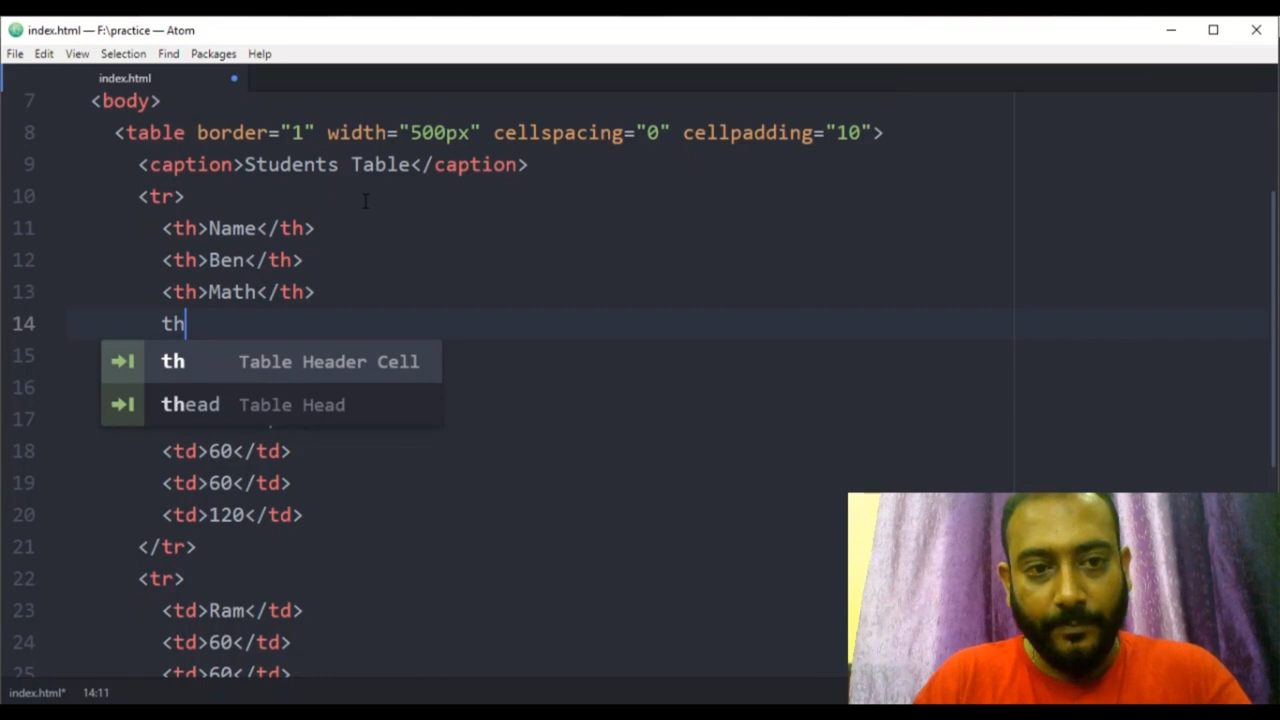 index.html — F:\practice — Atom
File Edit View Selection Find Packages Help
index.html
7 <body>
8 <table border="1" width="500px" cellspacing="0" cellpadding="10">
9 <caption>Students Table</caption>
10 <tr>
11 <th>Name</th>
12 <th>Ben</th>
13 <th>Math</th>
14 th
15 th Table Header Cell
16
17 thead Table Head
18 <td>60</td>
19 <td>60</td>
20 <td>120</td>
21 </tr>
22 <tr>
23 <td>Ram</td>
24 <td>60</td>
25 <td>60</td>
index.html* 14:11